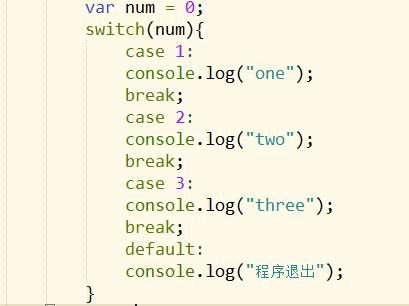 var num = 0;
switch(num){
case 1:
console.log("one");
break;
case 2:
console.log("two");
break;
case 3:
console.log("three");
break;
default:
console.log("程序退出");
}